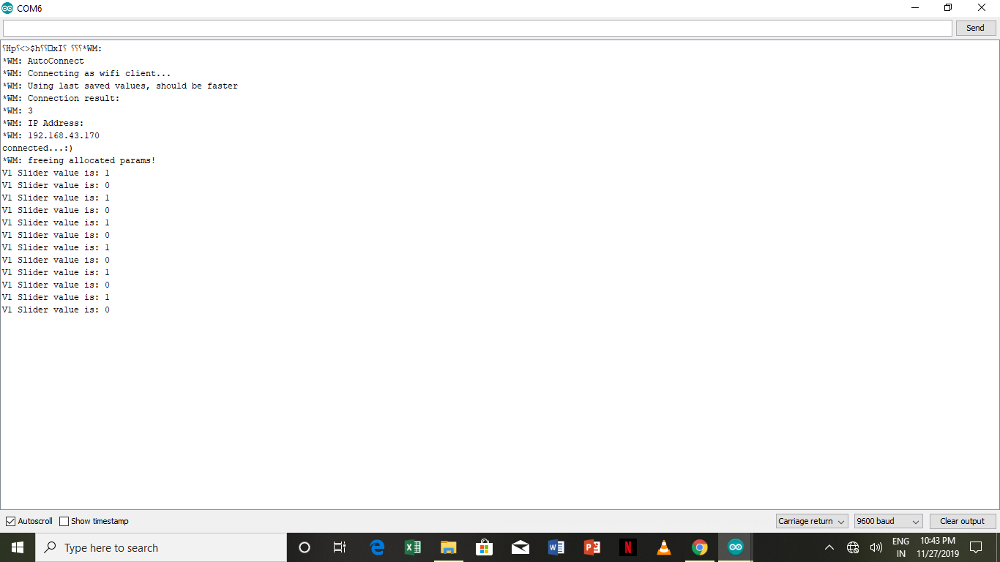 COM6
Send
⸮Hp⸮<>$h⸮⸮□xI⸮ ⸮⸮⸮*WM:
*WM: AutoConnect
*WM: Connecting as wifi client...
*WM: Using last saved values, should be faster
*WM: Connection result:
*WM: 3
*WM: IP Address:
*WM: 192.168.43.170
connected...:)
*WM: freeing allocated params!
V1 Slider value is: 1
V1 Slider value is: 0
V1 Slider value is: 1
V1 Slider value is: 0
V1 Slider value is: 1
V1 Slider value is: 0
V1 Slider value is: 1
V1 Slider value is: 0
V1 Slider value is: 1
V1 Slider value is: 0
V1 Slider value is: 1
V1 Slider value is: 0
Autoscroll Show timestamp Carriage return 9600 baud Clear output
Type here to search
ENG
IN
10:43 PM
11/27/2019